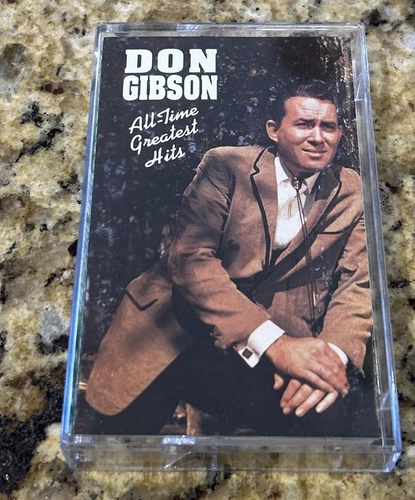 DON
GIBSON
All-Time
Greatest
Hits